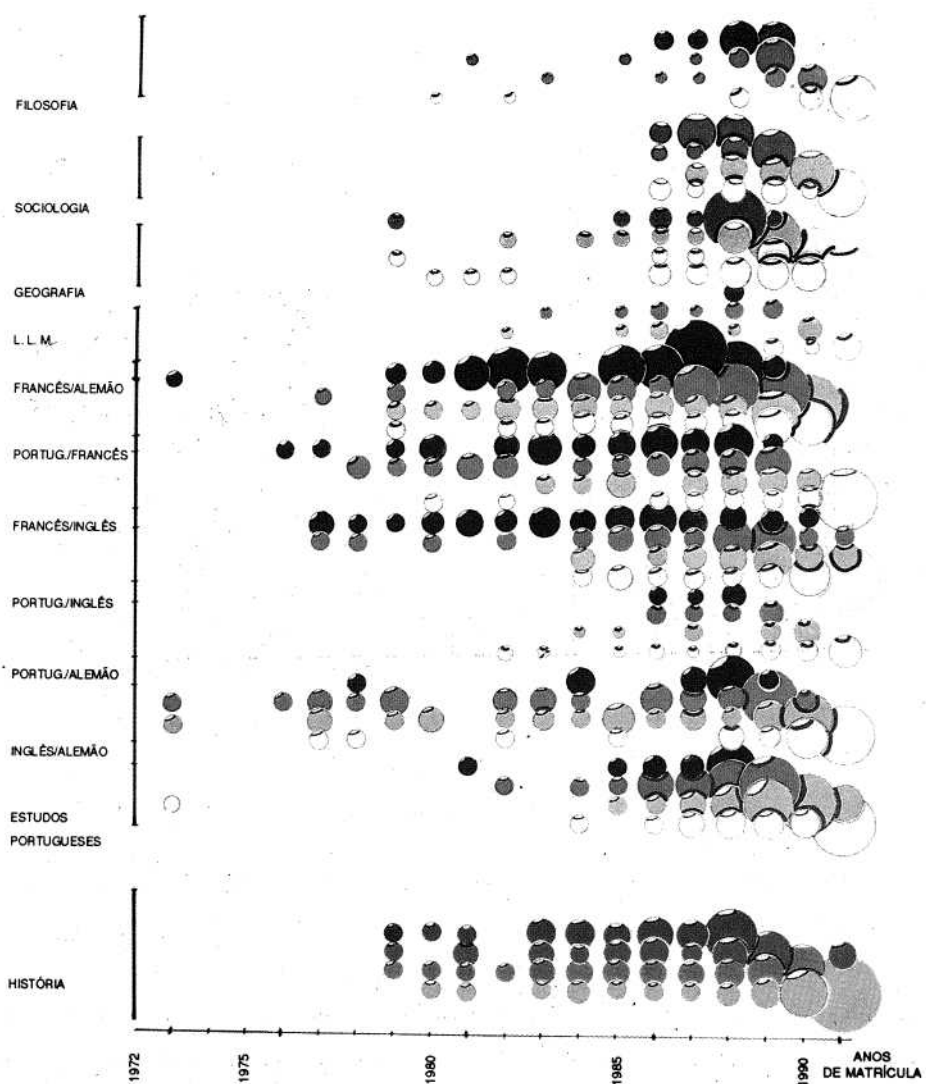 FILOSOFIA
SOCIOLOGIA
GEOGRAFIA
L. L. M.
FRANCÊS/ALEMÃO
PORTUG./FRANCÊS
FRANCÊS/INGLÊS
PORTUG./INGLÊS
PORTUG./ALEMÃO
INGLÊS/ALEMÃO
ESTUDOS
PORTUGUESES
HISTÓRIA
1972
1975
1980
1985
1990
ANOS
DE MATRÍCULA